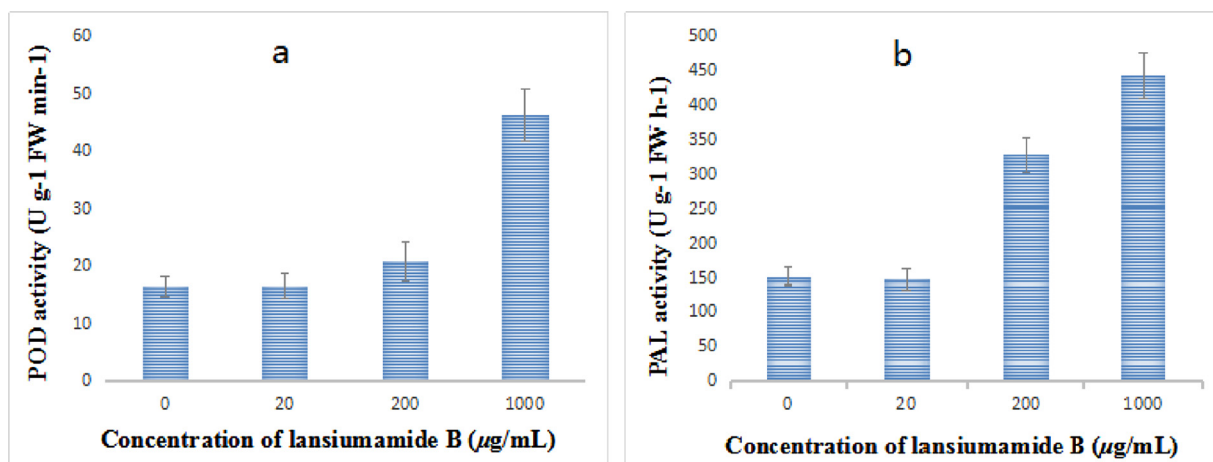 a
POD activity (U g-1 FW min-1)
60
50
40
30
20
10
0
0 20 200 1000
Concentration of lansiumamide B (µg/mL)
b
PAL activity (U g-1 FW h-1)
500
450
400
350
300
250
200
150
100
50
0
0 20 200 1000
Concentration of lansiumamide B (µg/mL)